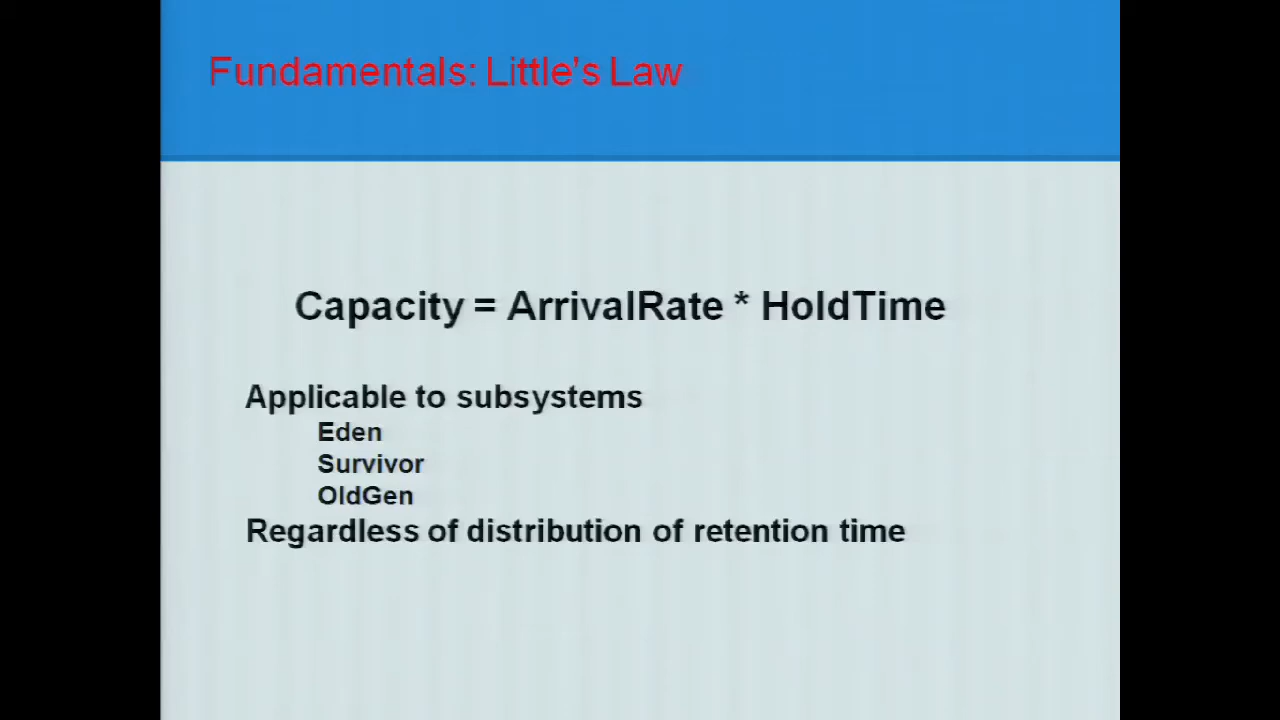 Fundamentals: Little's Law
Capacity = ArrivalRate * HoldTime
Applicable to subsystems
Eden
Survivor
OldGen
Regardless of distribution of retention time